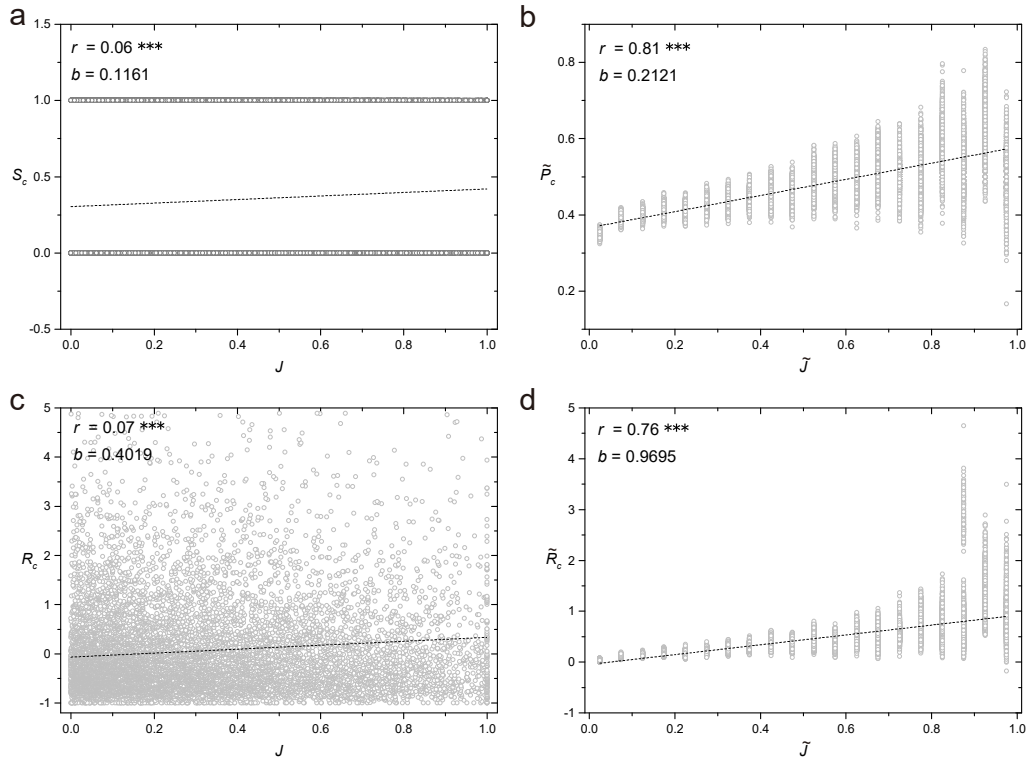 a
r = 0.06 ***
b = 0.1161
1.5
1.0
0.5
0.0
-0.5
S_c
0.0 0.2 0.4 0.6 0.8 1.0
J
b
r = 0.81 ***
b = 0.2121
0.8
0.6
0.4
0.2
P̃_c
0.0 0.2 0.4 0.6 0.8 1.0
J̃
c
r = 0.07 ***
b = 0.4019
5
4
3
2
1
0
-1
R_c
0.0 0.2 0.4 0.6 0.8 1.0
J
d
r = 0.76 ***
b = 0.9695
5
4
3
2
1
0
-1
R̃_c
0.0 0.2 0.4 0.6 0.8 1.0
J̃